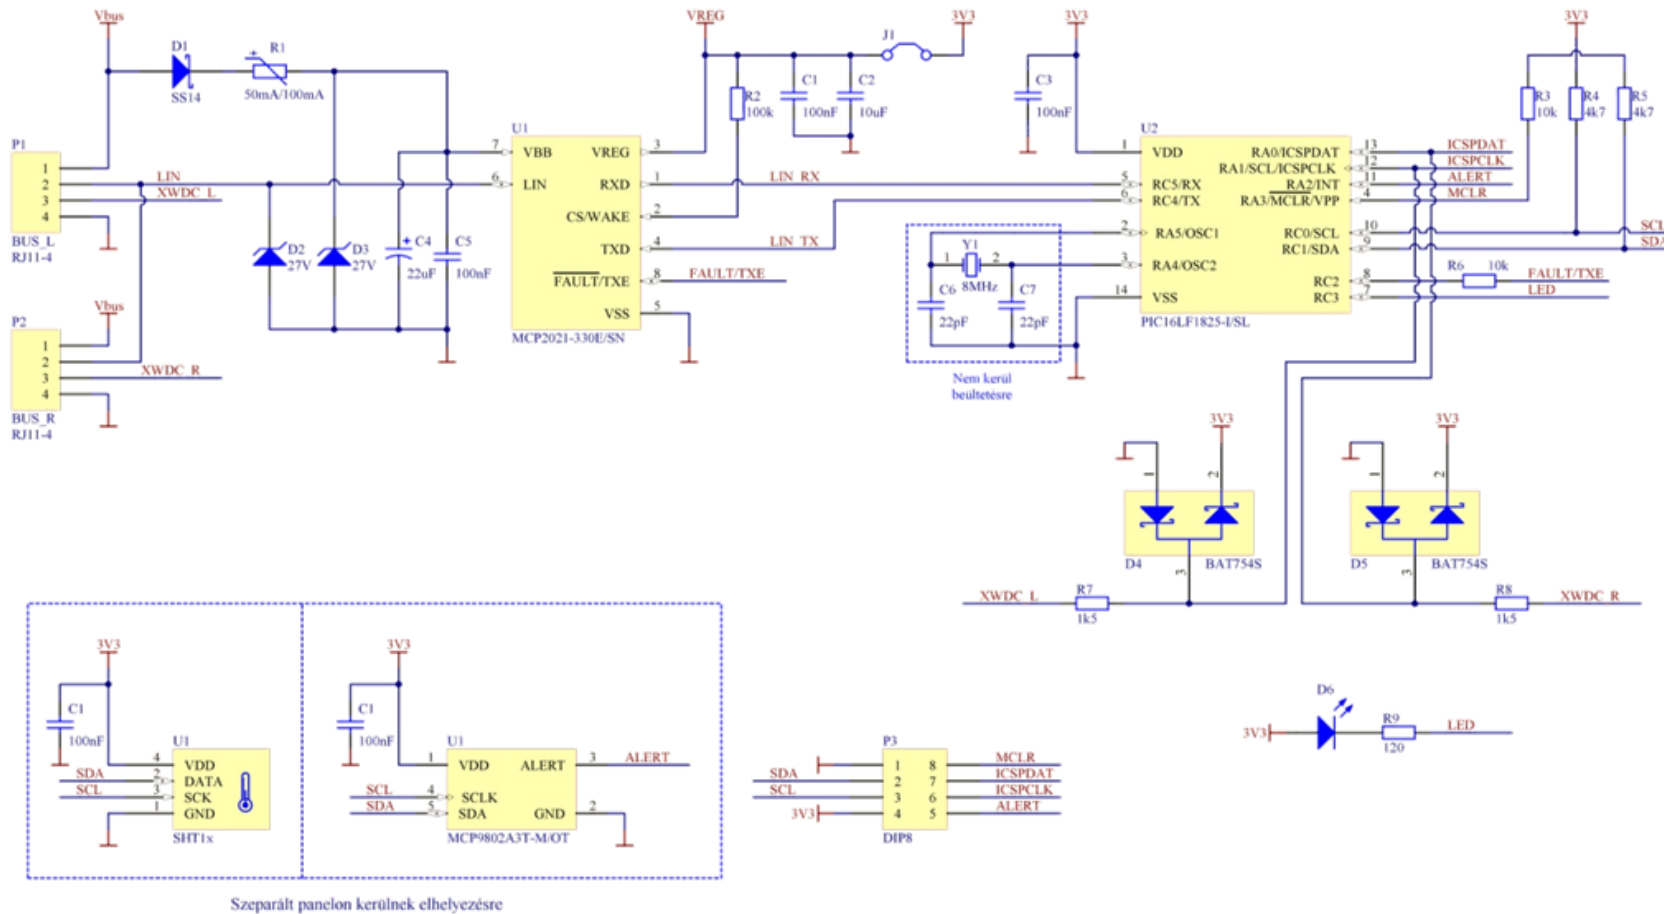 Vbus
VREG
3V3
3V3
3V3
D1
SS14
R1
50mA/100mA
J1
R2
100k
C1
100nF
C2
10uF
C3
100nF
R3
10k
R4
4k7
R5
4k7
P1
1
2
3
4
BUS_L
RJ11-4
LIN
XWDC_L
D2
27V
D3
27V
C4
22uF
C5
100nF
U1
7 VBB
6 LIN
VREG 3
RXD 1
CS/WAKE 2
TXD 4
FAULT/TXE 8
VSS 5
MCP2021-330E/SN
LIN_RX
LIN_TX
FAULT/TXE
U2
1 VDD
5 RC5/RX
6 RC4/TX
2 RA5/OSC1
3 RA4/OSC2
14 VSS
RA0/ICSPDAT 13
RA1/SCL/ICSPCLK 12
RA2/INT 11
RA3/MCLR/VPP 4
RC0/SCL 10
RC1/SDA 9
RC2 8
RC3 7
PIC16LF1825-I/SL
ICSPDAT
ICSPCLK
ALERT
MCLR
SCL
SDA
R6 10k
FAULT/TXE
LED
Y1
1 2
8MHz
C6
22pF
C7
22pF
Nem kerül
beültetésre
Vbus
P2
1
2
3
4
BUS_R
RJ11-4
XWDC_R
3V3
1 2
D4 3 BAT754S
3V3
1 2
D5 3 BAT754S
XWDC_L
R7
1k5
R8
1k5
XWDC_R
3V3
C1
100nF
U1
4 VDD
SDA 2 DATA
SCL 3 SCK
1 GND
SHT1x
3V3
C1
100nF
U1
1 VDD
SCL 4 SCLK
SDA 5 SDA
ALERT 3
ALERT
GND 2
MCP9802A3T-M/OT
Szeparált panelon kerülnek elhelyezésre
P3
1 8 MCLR
SDA 2 7 ICSPDAT
SCL 3 6 ICSPCLK
3V3 4 5 ALERT
DIP8
D6
3V3
R9
120
LED